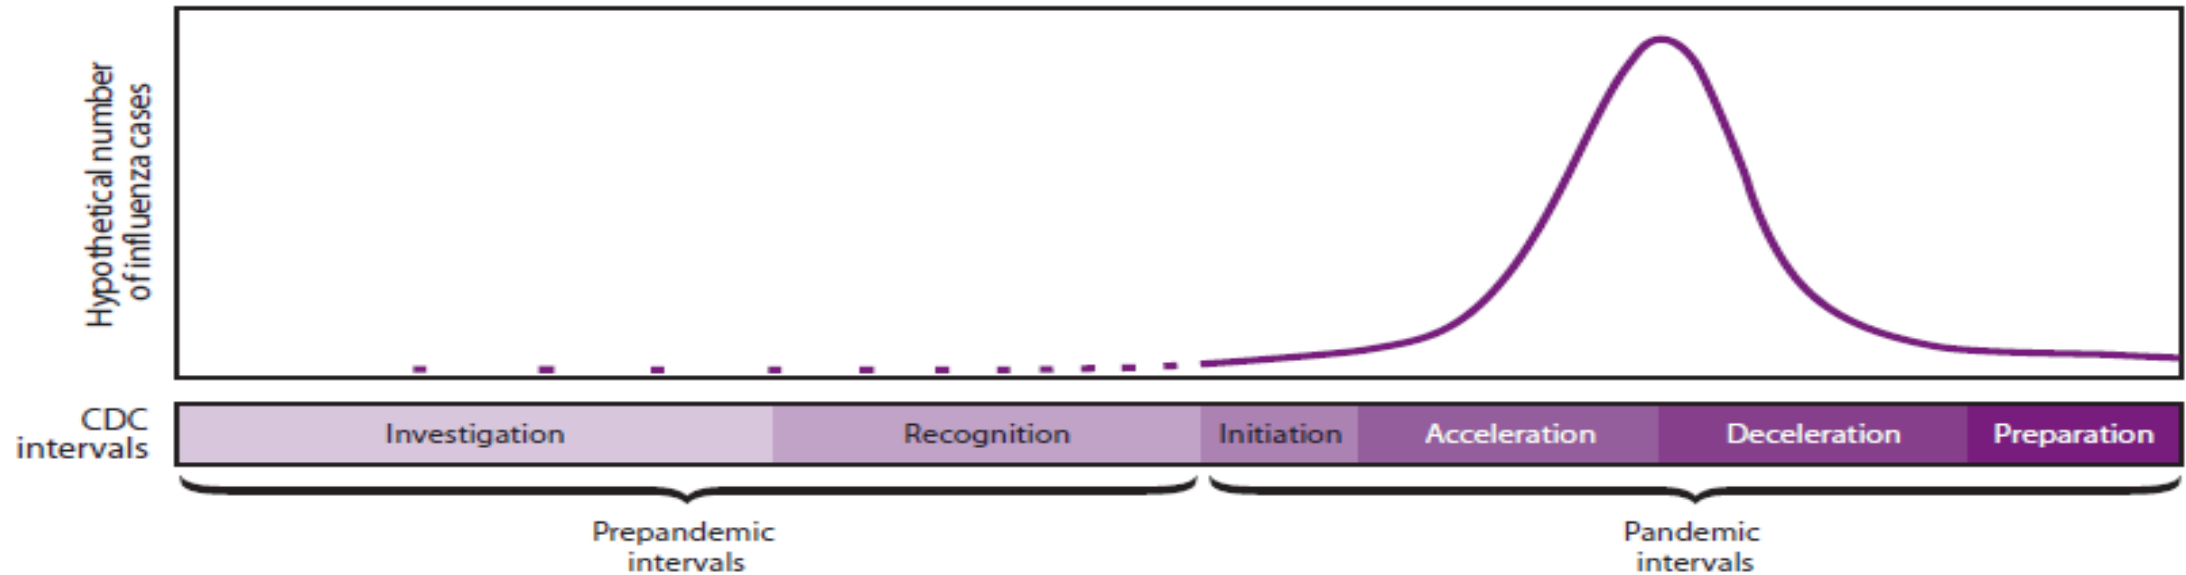 Hypothetical number
of influenza cases
CDC
intervals
Investigation
Recognition
Initiation
Acceleration
Deceleration
Preparation
Prepandemic
intervals
Pandemic
intervals